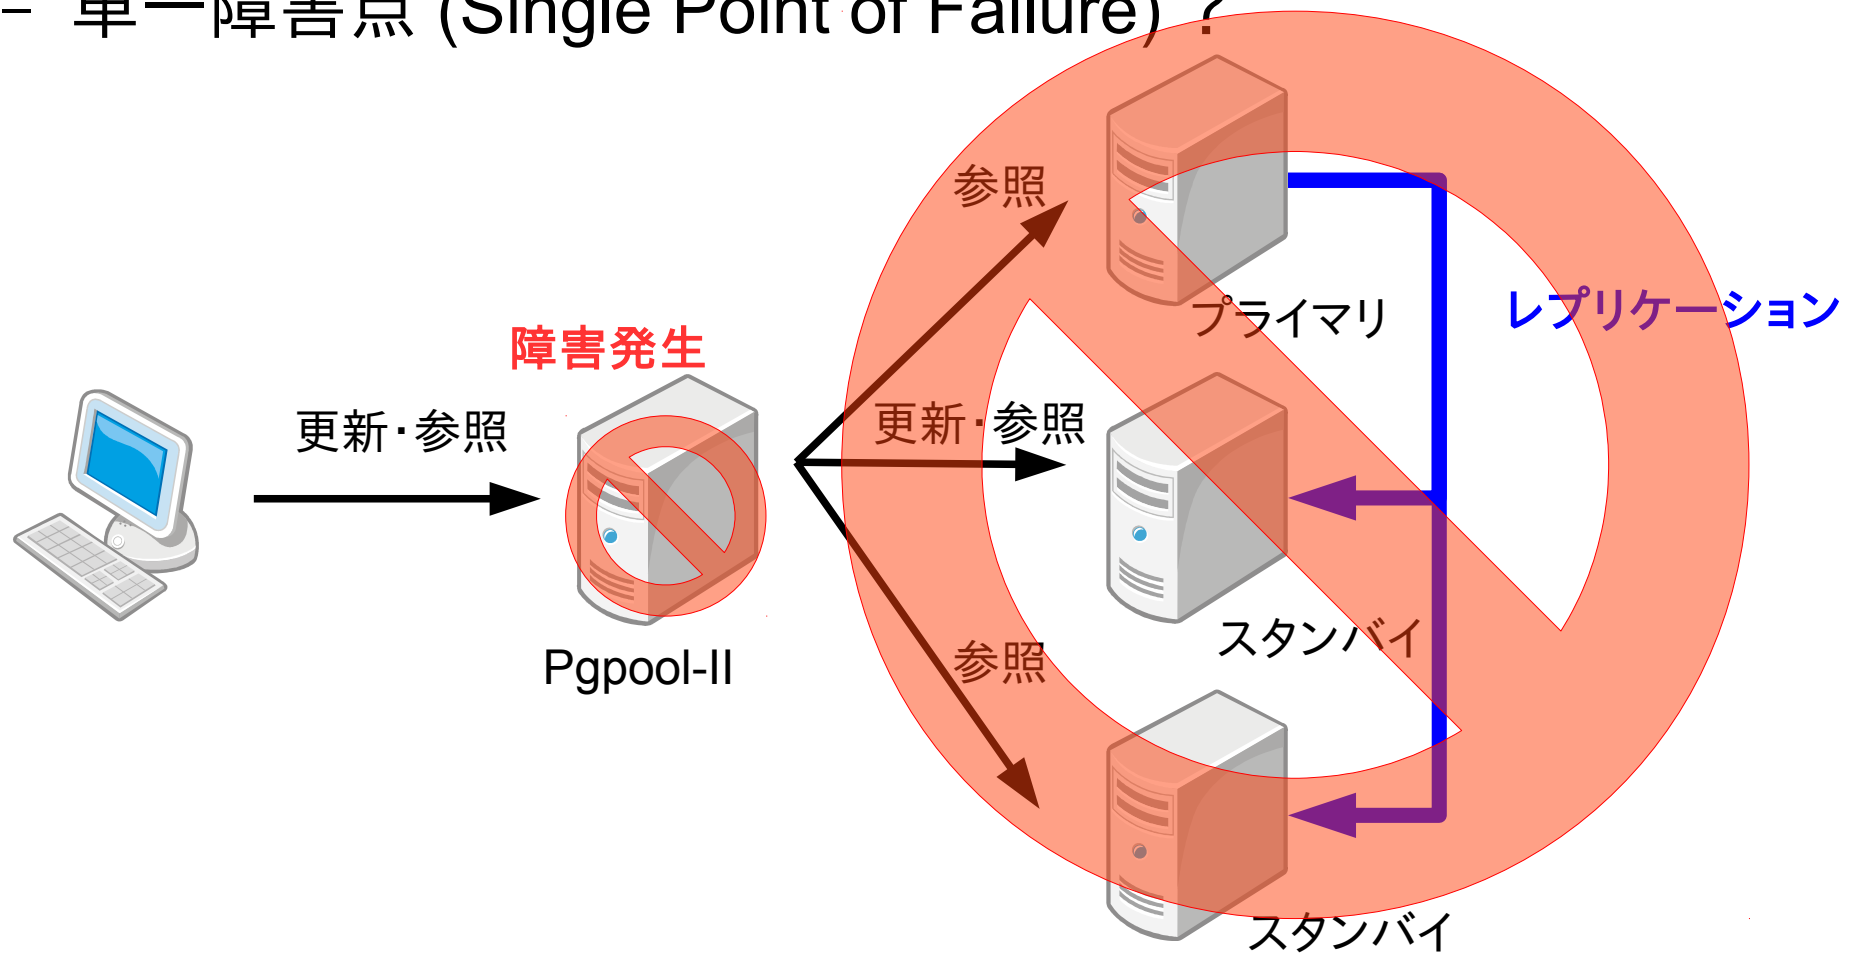 – 単一障害点 (Single Point of Failure) ?
参照
レプリケーション
プライマリ
障害発生
更新・参照
更新・参照
スタンバイ
参照
Pgpool-II
スタンバイ